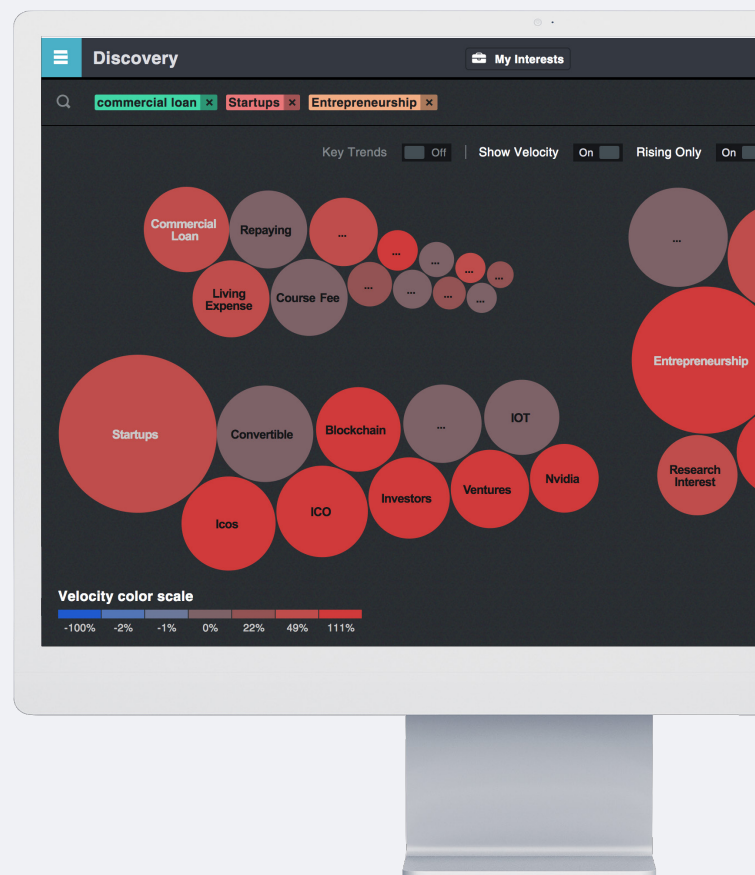 Discovery
My Interests
commercial loan ×
Startups ×
Entrepreneurship ×
Key Trends Off
Show Velocity On
Rising Only On
Commercial
Loan
Repaying
...
...
...
...
...
Living
Expense
Course Fee
...
...
...
...
...
Entrepreneurship
Startups
Convertible
Blockchain
...
IOT
Icos
ICO
Investors
Ventures
Nvidia
Research
Interest
Velocity color scale
-100% -2% -1% 0% 22% 49% 111%